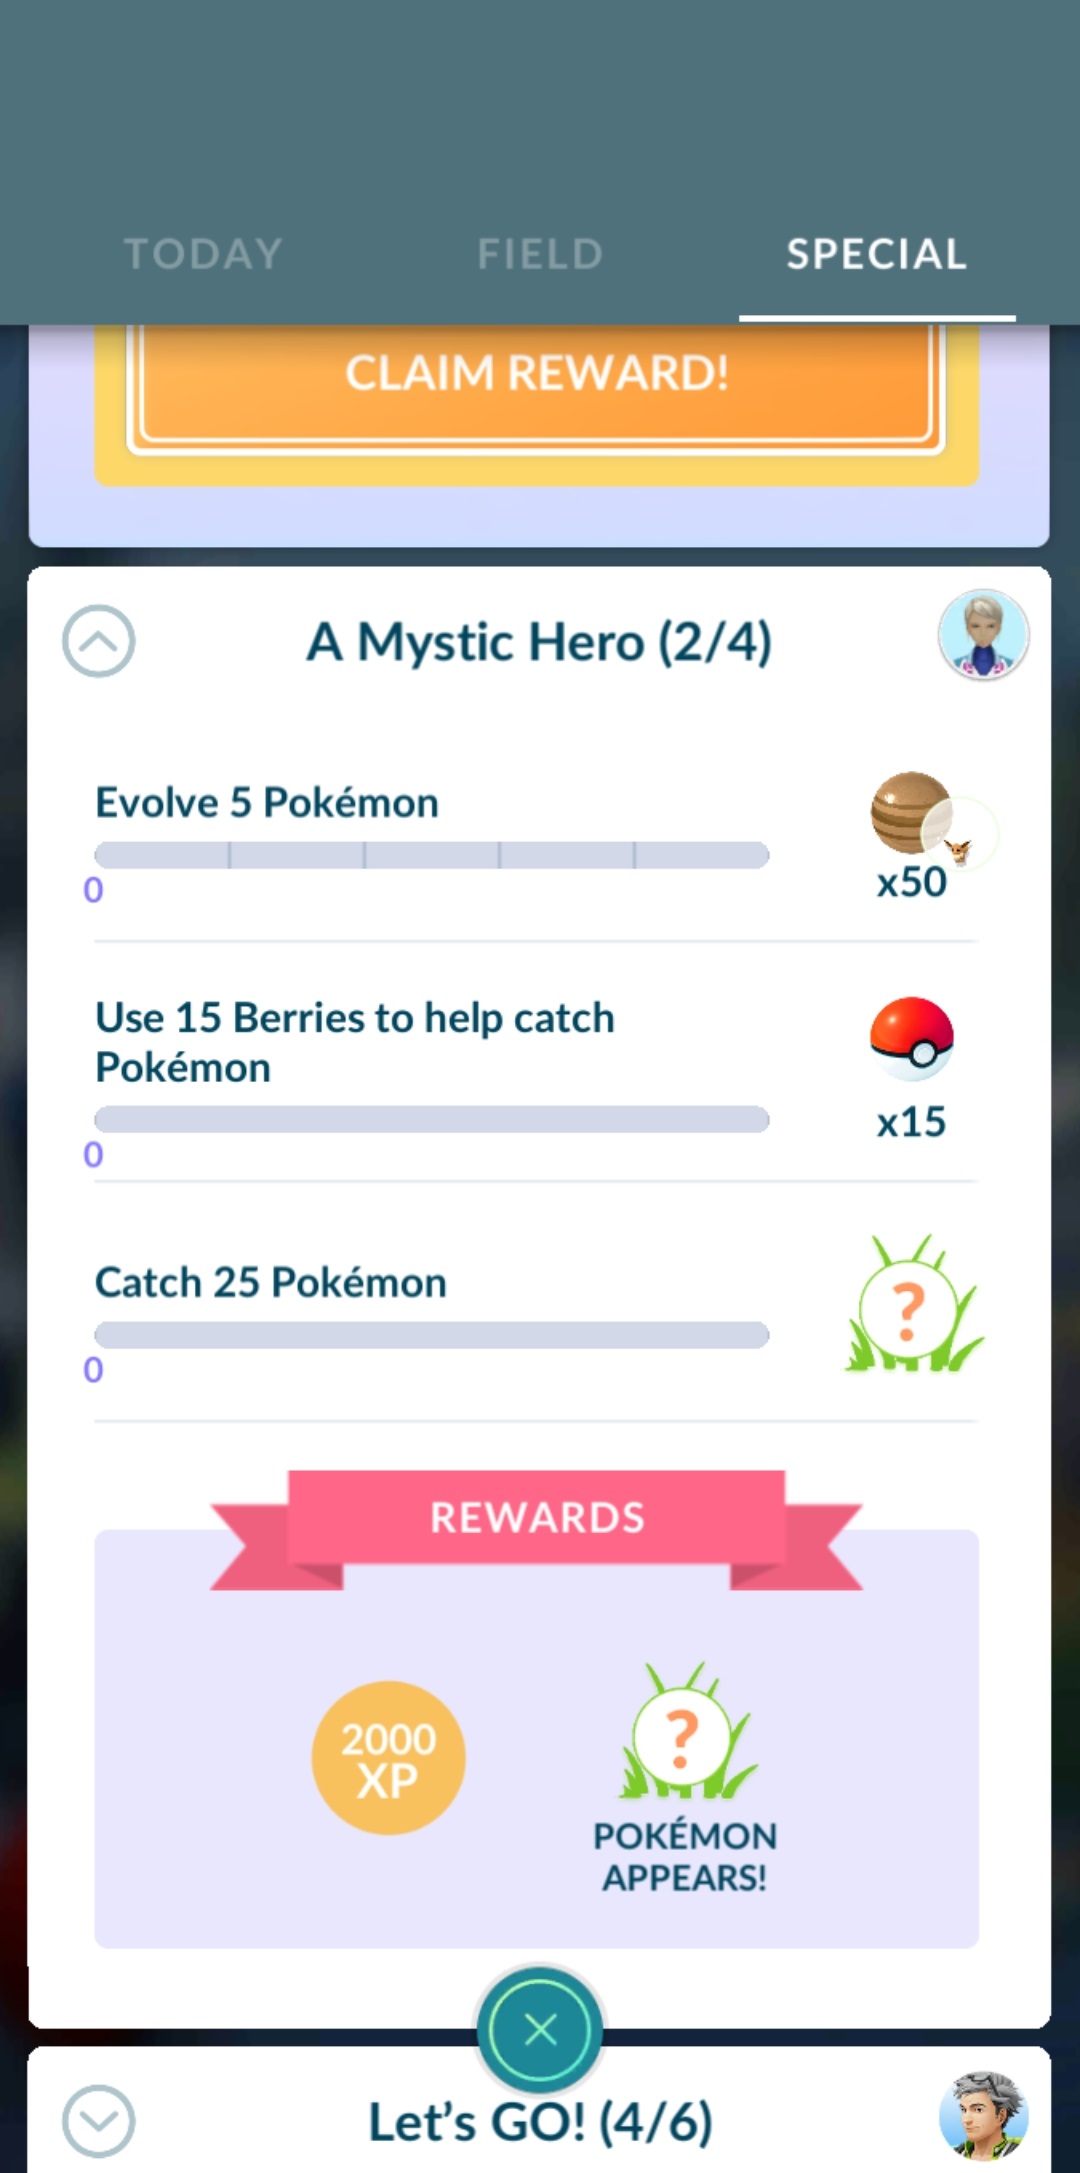 TODAY
FIELD
SPECIAL
CLAIM REWARD!
A Mystic Hero (2/4)
Evolve 5 Pokémon
0
x50
Use 15 Berries to help catch
Pokémon
0
x15
Catch 25 Pokémon
0
?
REWARDS
2000
XP
?
POKÉMON
APPEARS!
Let's GO! (4/6)